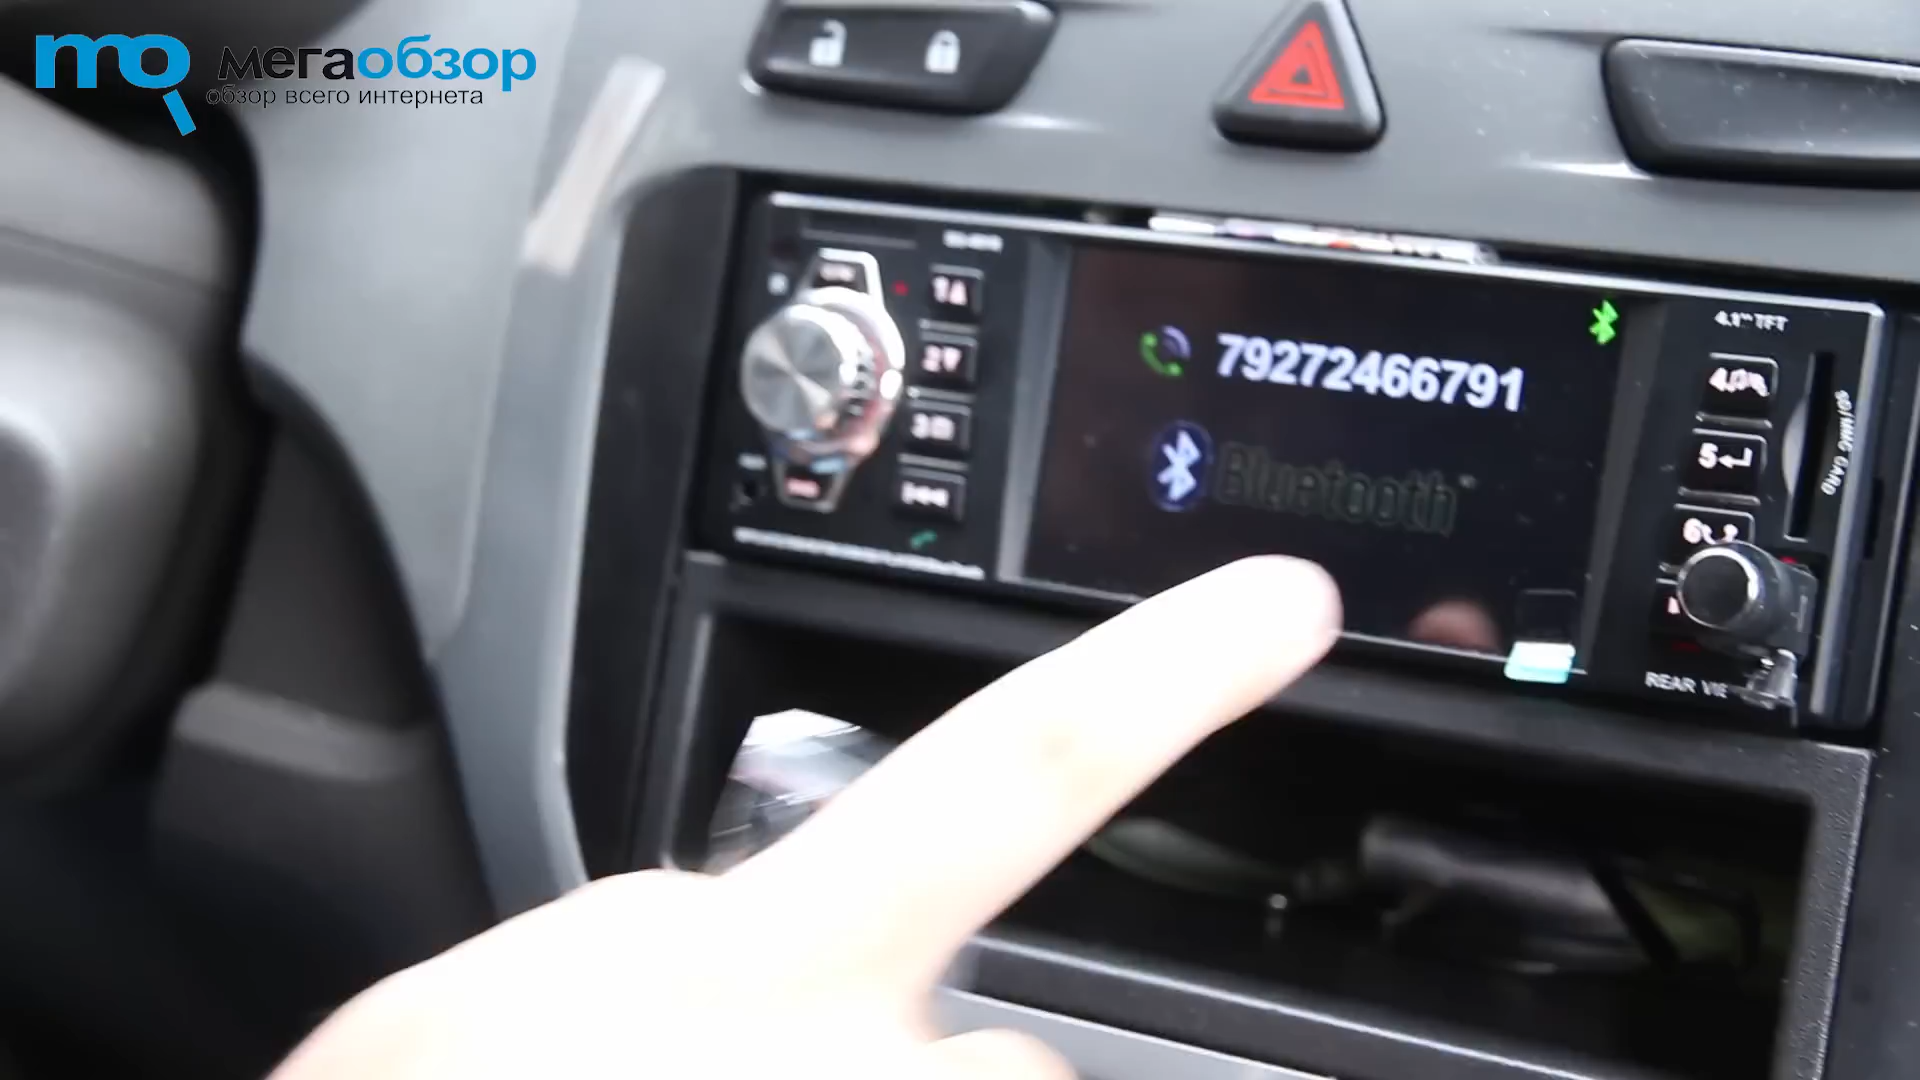 мегаобзор
обзор всего интернета
4.1" TFT
79272466791
Bluetooth
1
2
3
4
5
6
SD/MMC CARD
REAR VIE